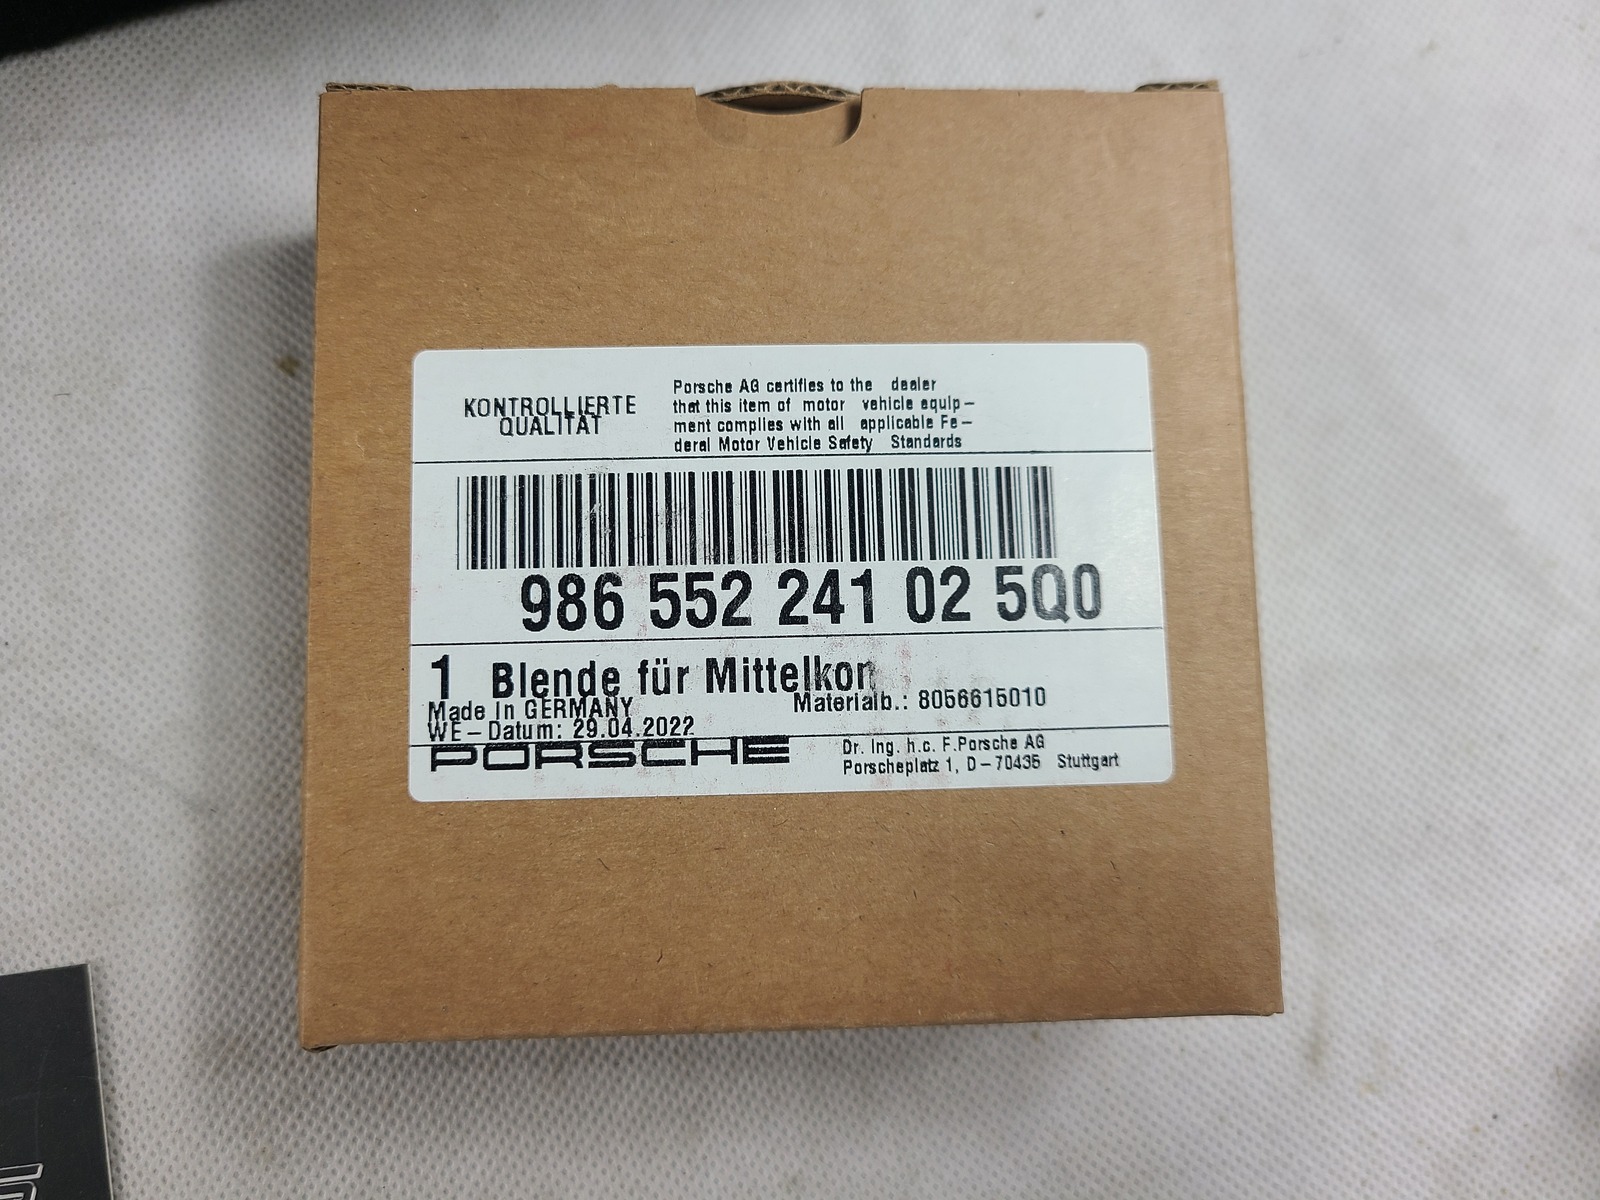 KONTROLLIERTE
QUALITÄT
Porsche AG certifies to the dealer
that this item of motor vehicle equip-
ment complies with all applicable Fe-
deral Motor Vehicle Safety Standards
986 552 241 02 5Q0
1 Blende für Mittelkon
Made in GERMANY
Materialb.: 8056615010
WE-Datum: 29.04.2022
PORSCHE
Dr. Ing. h.c. F.Porsche AG
Porscheplatz 1, D-70435 Stuttgart